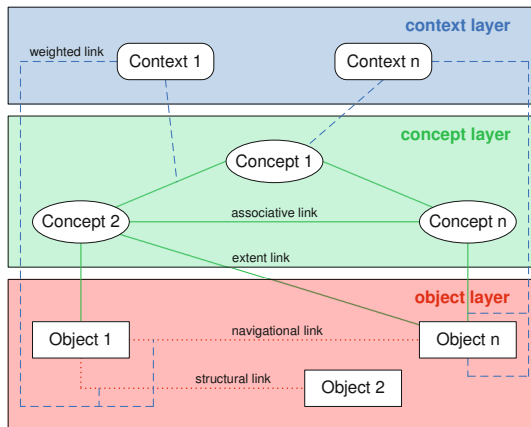 context layer
weighted link
Context 1
Context n
concept layer
Concept 1
Concept 2
associative link
Concept n
extent link
object layer
Object 1
navigational link
Object n
structural link
Object 2